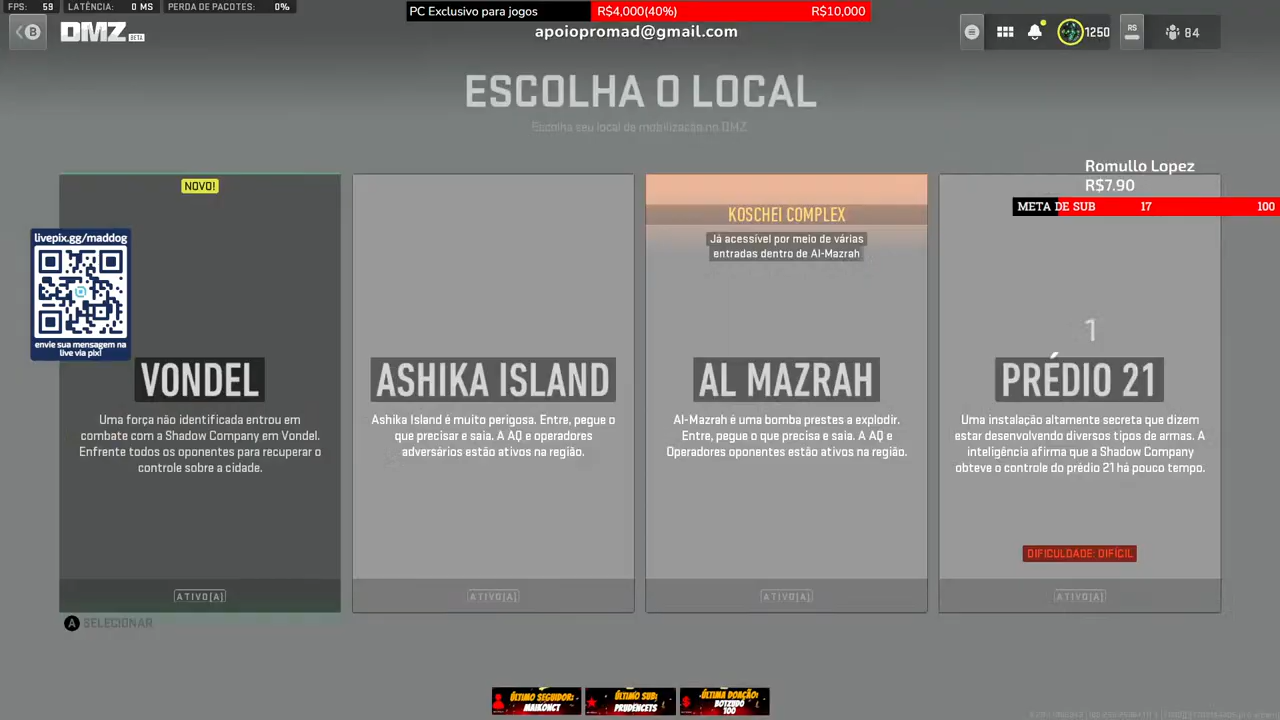 FPS: 59 LATÊNCIA: 0 MS PERDA DE PACOTES: 0%
PC Exclusivo para jogos R$4,000(40%) R$10,000
apoiopromad@gmail.com
B DMZ BETA
1250 RS 84
ESCOLHA O LOCAL
Escolha seu local de mobilização no DMZ
Romullo Lopez
R$7.90
META DE SUB 17 100
NOVO!
livepix.gg/maddog
envie sua mensagem na
live via pix!
VONDEL
Uma força não identificada entrou em
combate com a Shadow Company em Vondel.
Enfrente todos os oponentes para recuperar o
controle sobre a cidade.
ATIVO[A]
ASHIKA ISLAND
Ashika Island é muito perigosa. Entre, pegue o
que precisar e saia. A AQ e operadores
adversários estão ativos na região.
ATIVO[A]
KOSCHEI COMPLEX
Já acessível por meio de várias
entradas dentro de Al-Mazrah
AL MAZRAH
Al-Mazrah é uma bomba prestes a explodir.
Entre, pegue o que precisa e saia. A AQ e
Operadores oponentes estão ativos na região.
ATIVO[A]
1
PRÉDIO 21
Uma instalação altamente secreta que dizem
estar desenvolvendo diversos tipos de armas. A
inteligência afirma que a Shadow Company
obteve o controle do prédio 21 há pouco tempo.
DIFICULDADE: DIFÍCIL
ATIVO[A]
A SELECIONAR
ÚLTIMO SEGUIDOR:
MAIKONCT
ÚLTIMO SUB:
PRUDENCETS
ÚLTIMA DOAÇÃO:
BOTZUDO
100